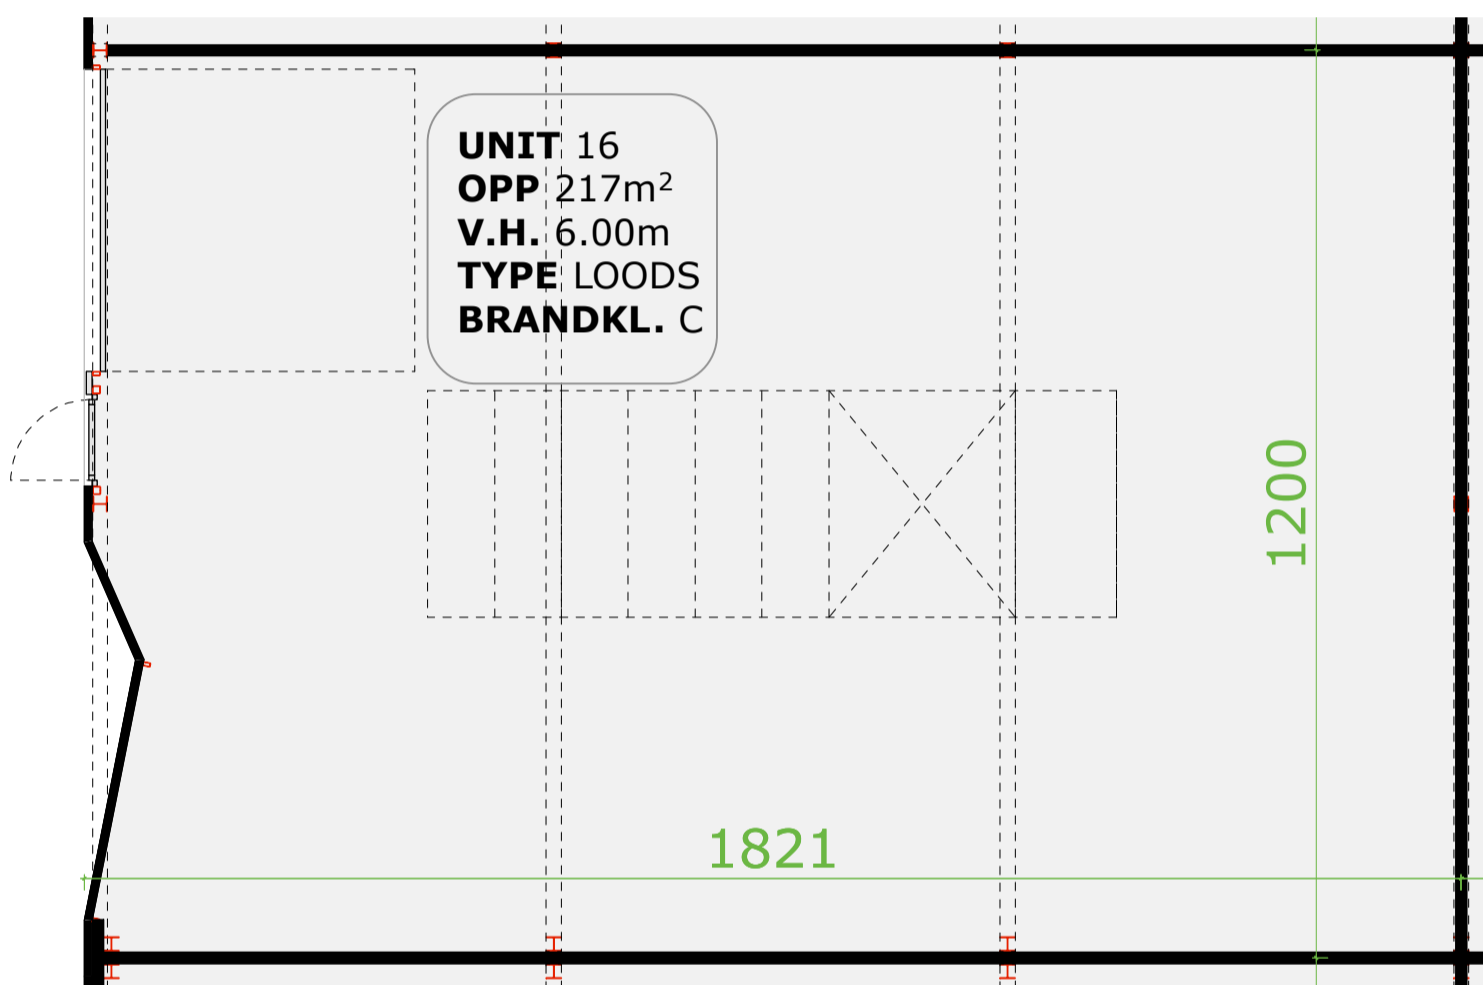 UNIT 16
OPP 217m²
V.H. 6.00m
TYPE LOODS
BRANDKL. C
1200
1821